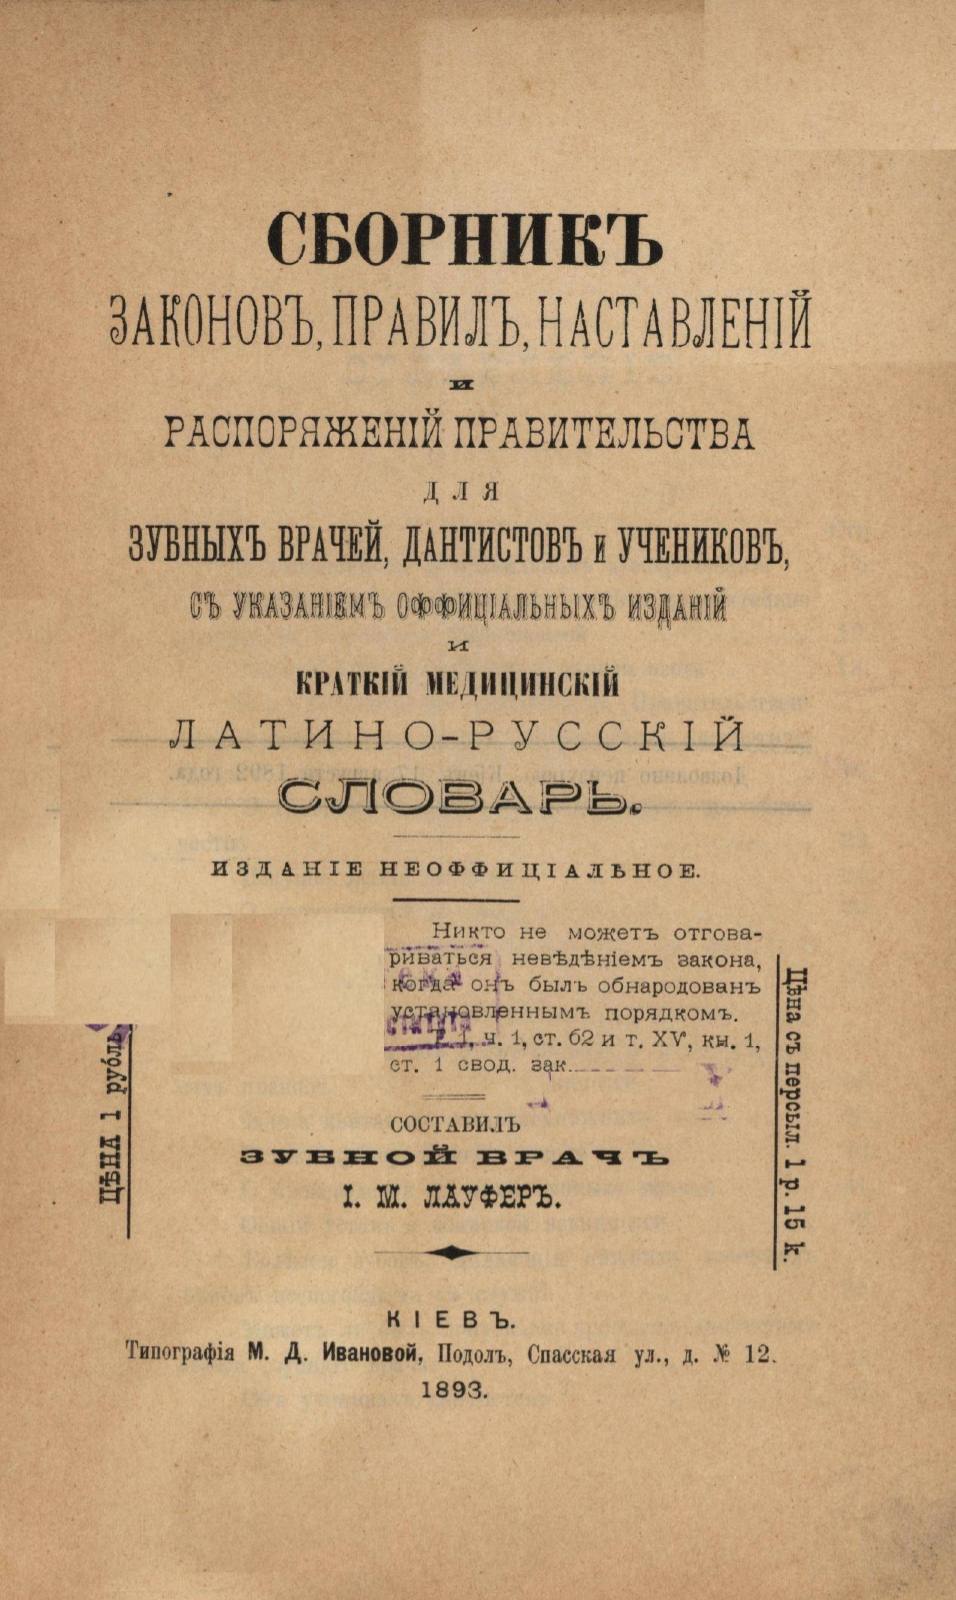 СБОРНИКЪ
ЗАКОНОВЪ, ПРАВИЛЪ, НАСТАВЛЕНІЙ
И
РАСПОРЯЖЕНІЙ ПРАВИТЕЛЬСТВА
ДЛЯ
ЗУБНЫХЪ ВРАЧЕЙ, ДАНТИСТОВЪ и УЧЕНИКОВЪ,
СЪ УКАЗАНІЕМЪ ОФФИЦІАЛЬНЫХЪ ИЗДАНІЙ
И
КРАТКІЙ МЕДИЦИНСКІЙ
ЛАТИНО-РУССКІЙ
СЛОВАРЬ.
ИЗДАНІЕ НЕОФФИЦІАЛЬНОЕ.
Никто не можетъ отгова-
риваться невѣдѣніемъ закона,
когда онъ былъ обнародованъ
установленнымъ порядкомъ.
Т. 1, ч. 1, ст. 62 и т. XV, кн. 1,
ст. 1 свод. зак.
ЦѢНА 1 рубль
Цѣна съ персыл. 1 р. 15 к.
СОСТАВИЛЪ
ЗУБНОЙ ВРАЧЪ
І. М. ЛАУФЕРЪ.
КІЕВЪ.
Типографія М. Д. Ивановой, Подолъ, Спасская ул., д. № 12.
1893.